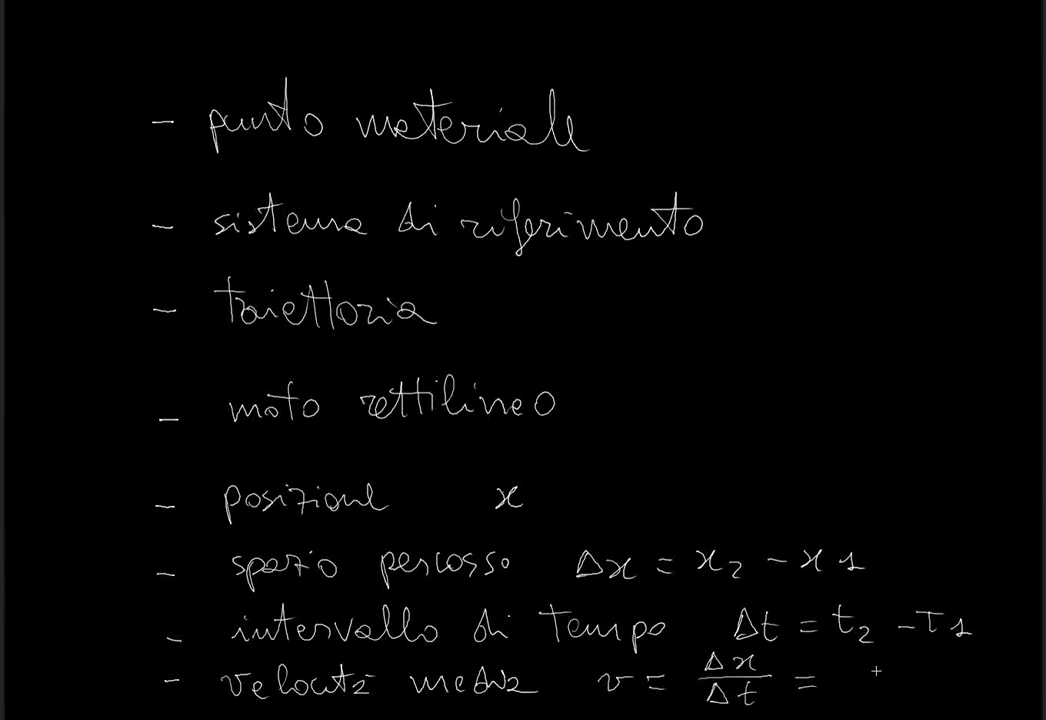 - punto materiale
- sistema di riferimento
- traiettoria
- moto rettilineo
- posizione x
- spazio percosso Δx = x₂ - x₁
- intervallo di tempo Δt = t₂ - T₁
- velocità media v = Δx/Δt =